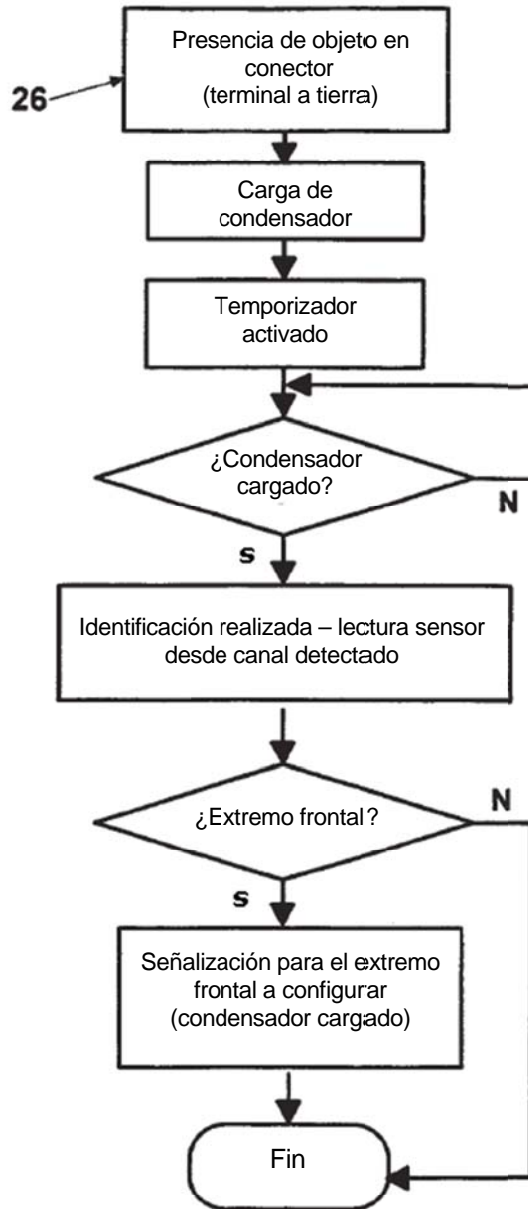 Presencia de objeto en
conector
(terminal a tierra)
26
Carga de
condensador
Temporizador
activado
¿Condensador
cargado?
N
s
Identificación realizada – lectura sensor
desde canal detectado
¿Extremo frontal?
N
s
Señalización para el extremo
frontal a configurar
(condensador cargado)
Fin